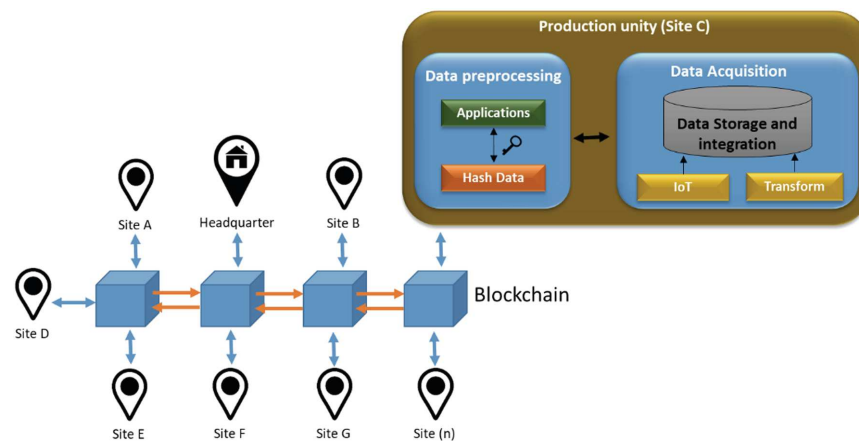 Production unity (Site C)
Data preprocessing
Data Acquisition
Applications
Data Storage and
integration
Hash Data
IoT
Transform
Site A
Headquarter
Site B
Blockchain
Site D
Site E
Site F
Site G
Site (n)